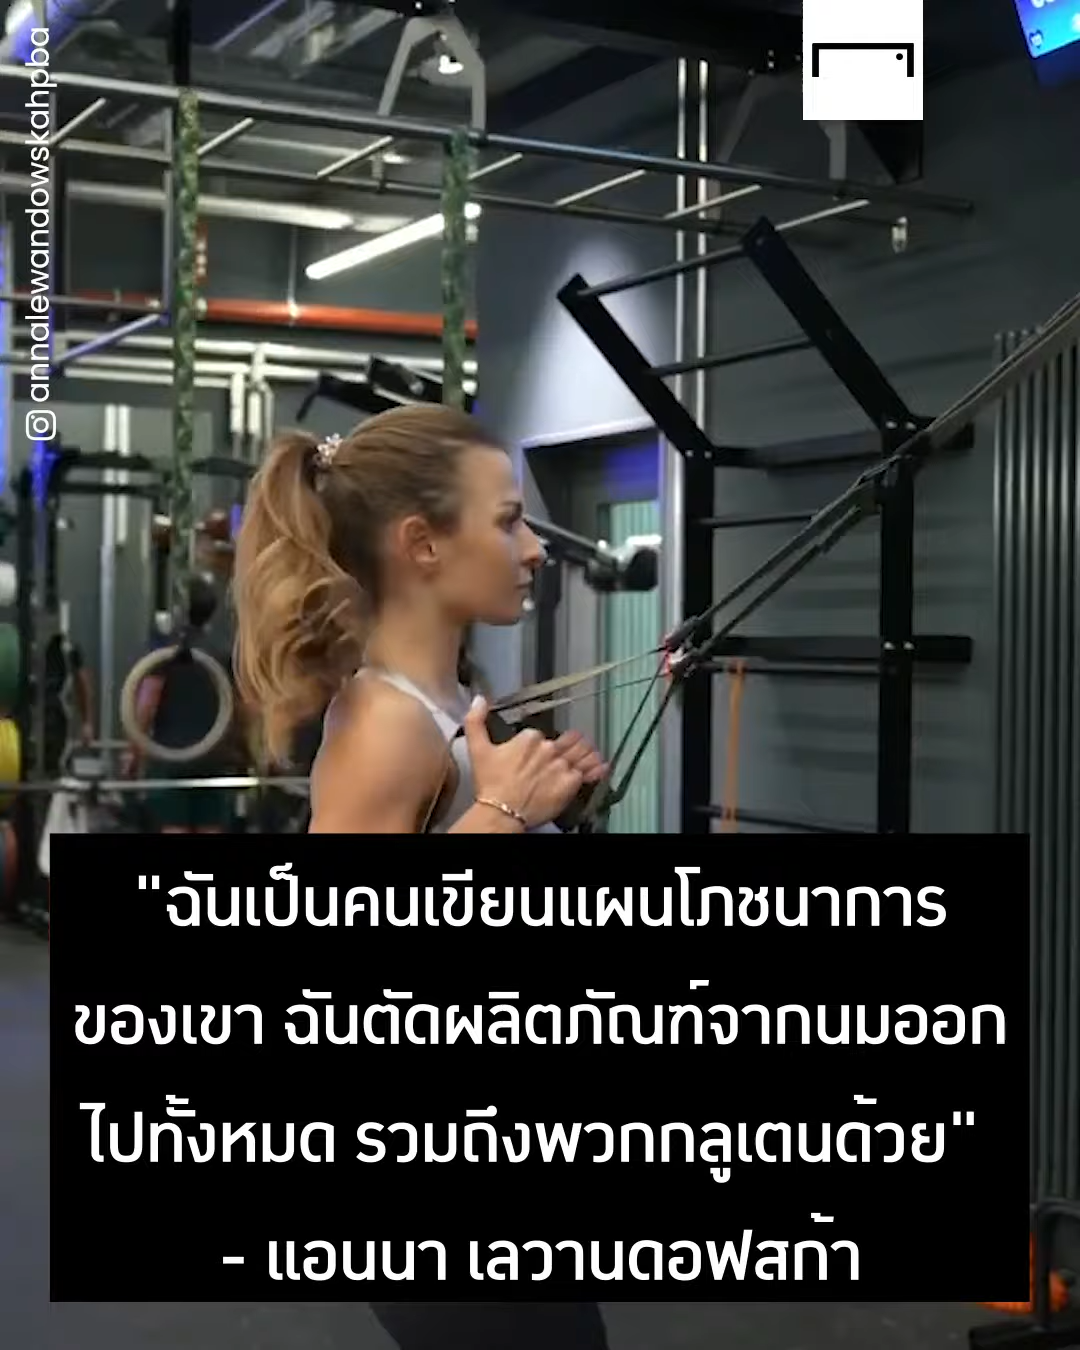 annalewandowskahpba
"ฉันเป็นคนเขียนแผนโภชนาการ
ของเขา ฉันตัดผลิตภัณฑ์จากนมออก
ไปทั้งหมด รวมถึงพวกกลูเตนด้วย"
- แอนนา เลวานดอฟสก้า